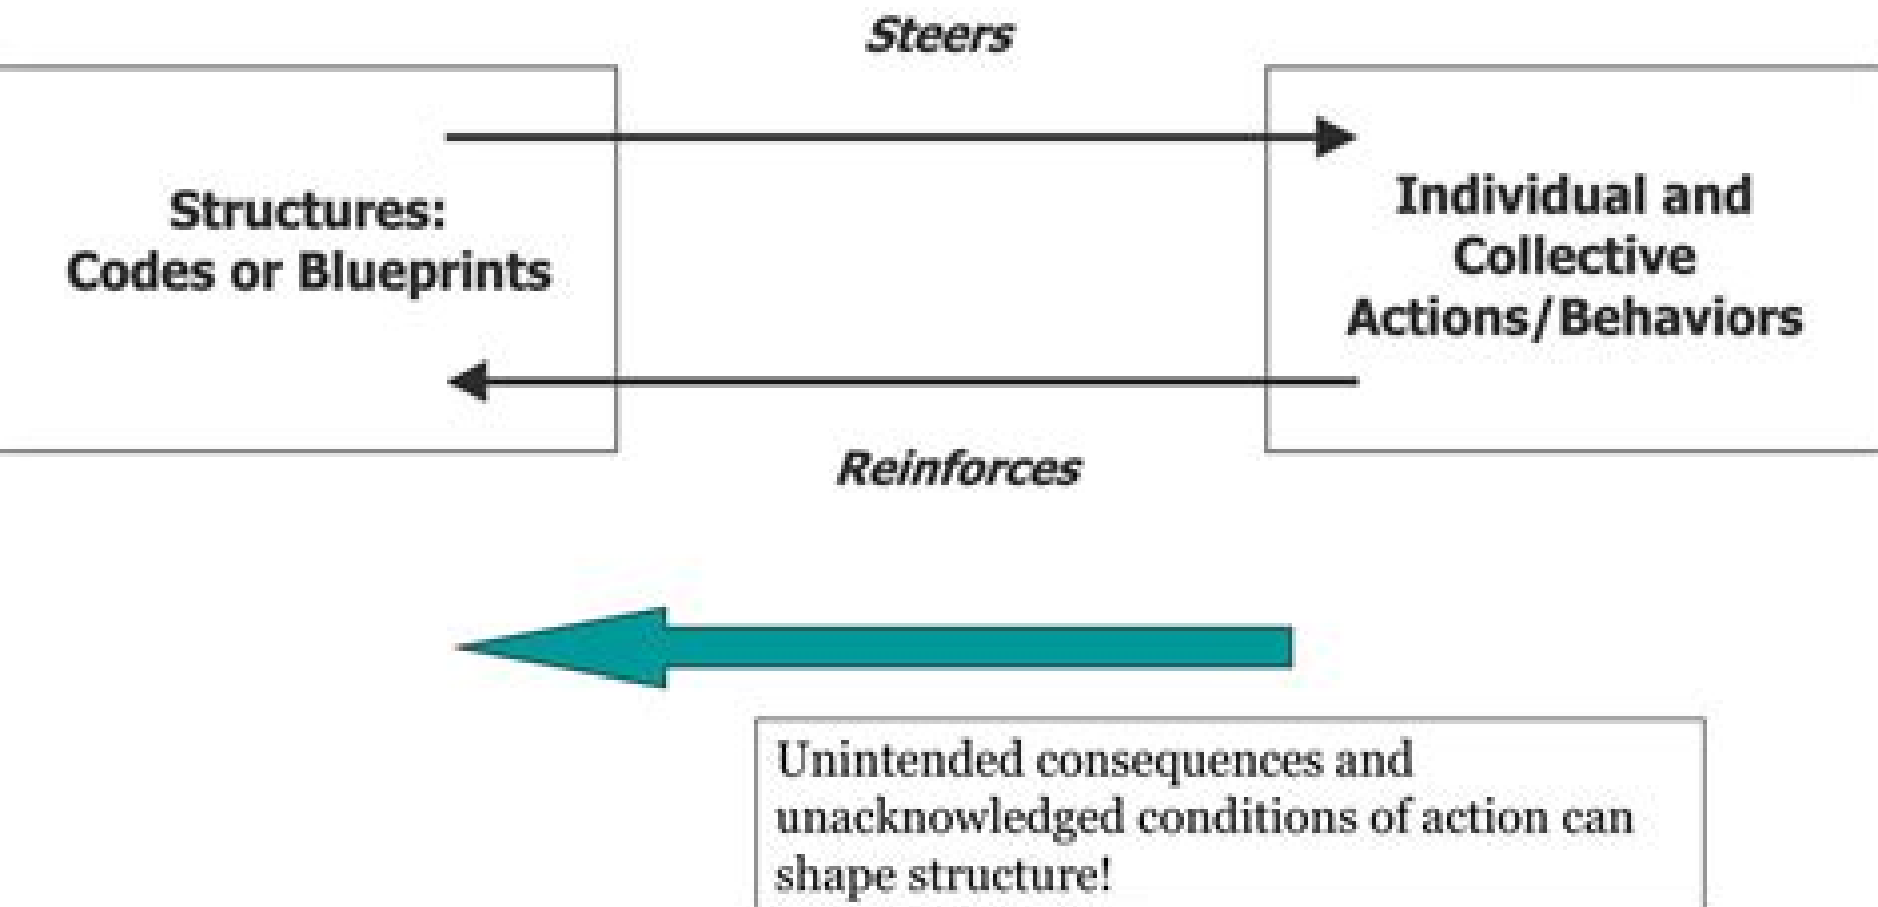 Steers
Structures:
Codes or Blueprints
Individual and
Collective
Actions/Behaviors
Reinforces
Unintended consequences and
unacknowledged conditions of action can
shape structure!